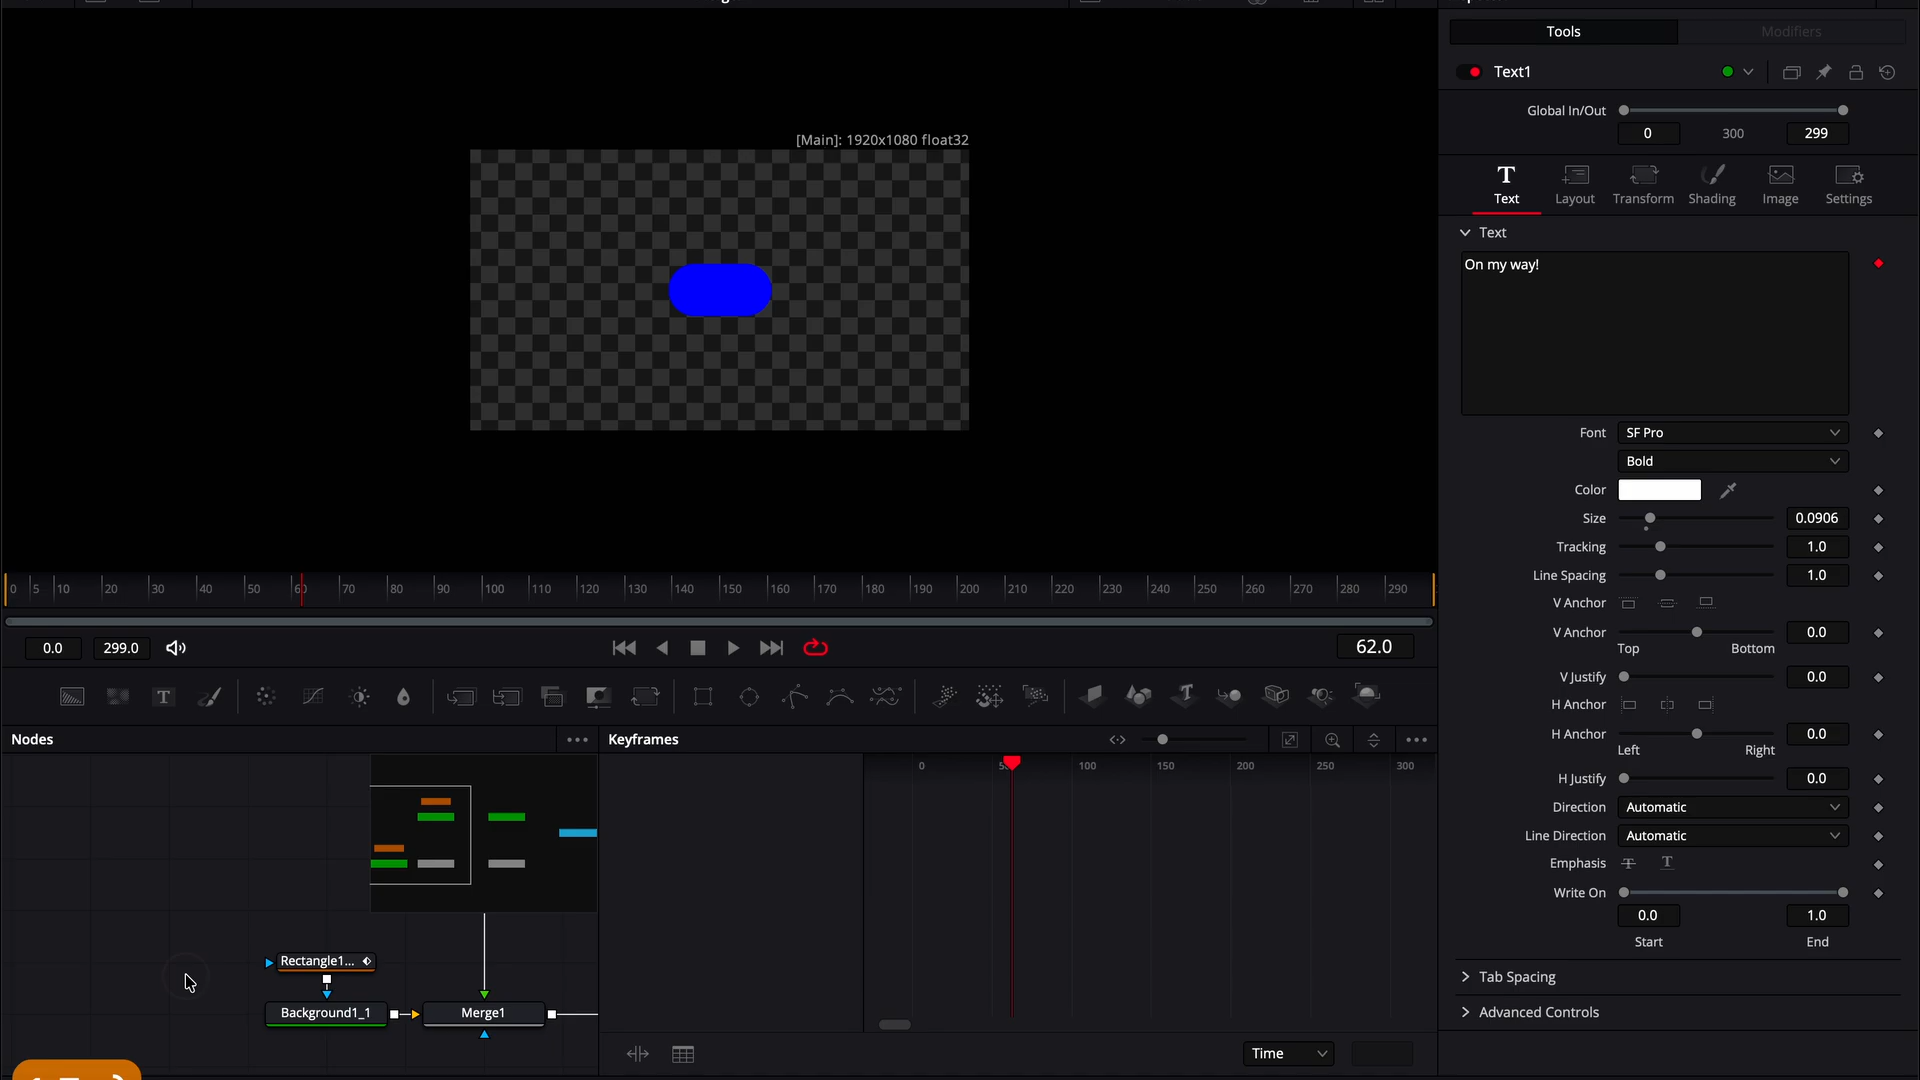 Tools
Modifiers
Text1
Global In/Out
0
300
299
[Main]: 1920x1080 float32
Text
Layout
Transform
Shading
Image
Settings
Text
On my way!
Font
SF Pro
Bold
Color
Size
0.0906
Tracking
1.0
Line Spacing
1.0
V Anchor
V Anchor
0.0
Top
Bottom
V Justify
0.0
H Anchor
H Anchor
0.0
Left
Right
H Justify
0.0
Direction
Automatic
Line Direction
Automatic
Emphasis
Write On
0.0
1.0
Start
End
Tab Spacing
Advanced Controls
0 5 10 20 30 40 50 60 70 80 90 100 110 120 130 140 150 160 170 180 190 200 210 220 230 240 250 260 270 280 290
0.0
299.0
62.0
Nodes
Keyframes
0
100
150
200
250
300
Rectangle1...
Background1_1
Merge1
Time